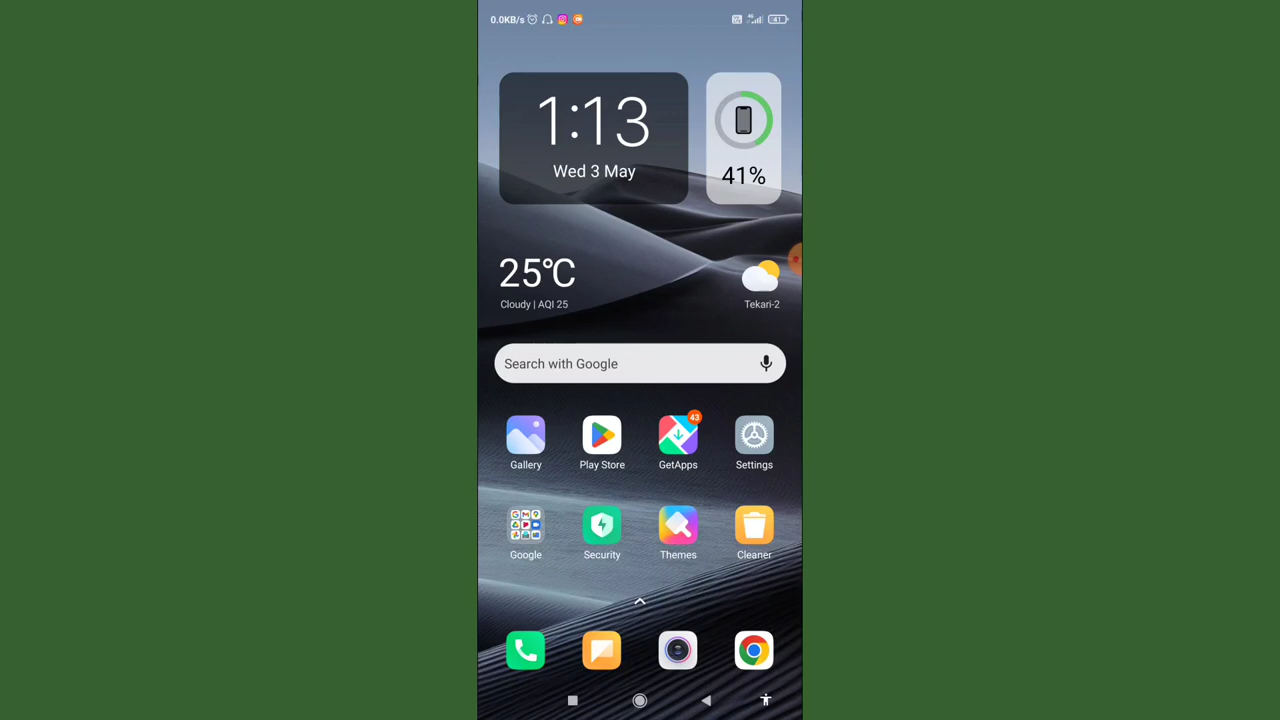 0.0KB/s
41
1:13
Wed 3 May
41%
25℃
Cloudy | AQI 25
Tekari-2
Search with Google
43
Gallery
Play Store
GetApps
Settings
Google
Security
Themes
Cleaner